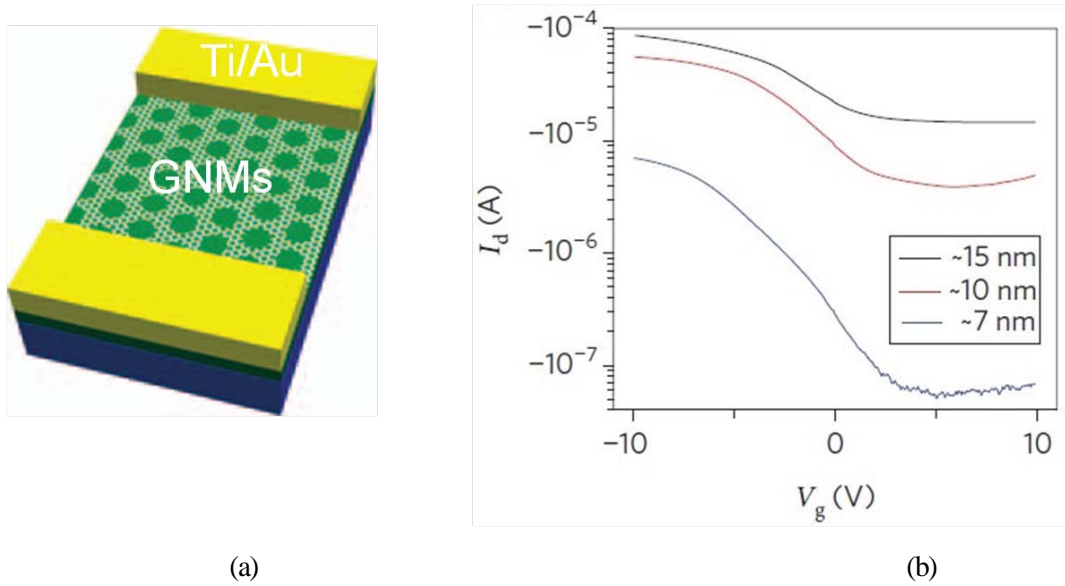 Ti/Au
GNMs
(a)
−10⁻⁴
−10⁻⁵
−10⁻⁶
−10⁻⁷
I_d (A)
~15 nm
~10 nm
~7 nm
−10 0 10
V_g (V)
(b)